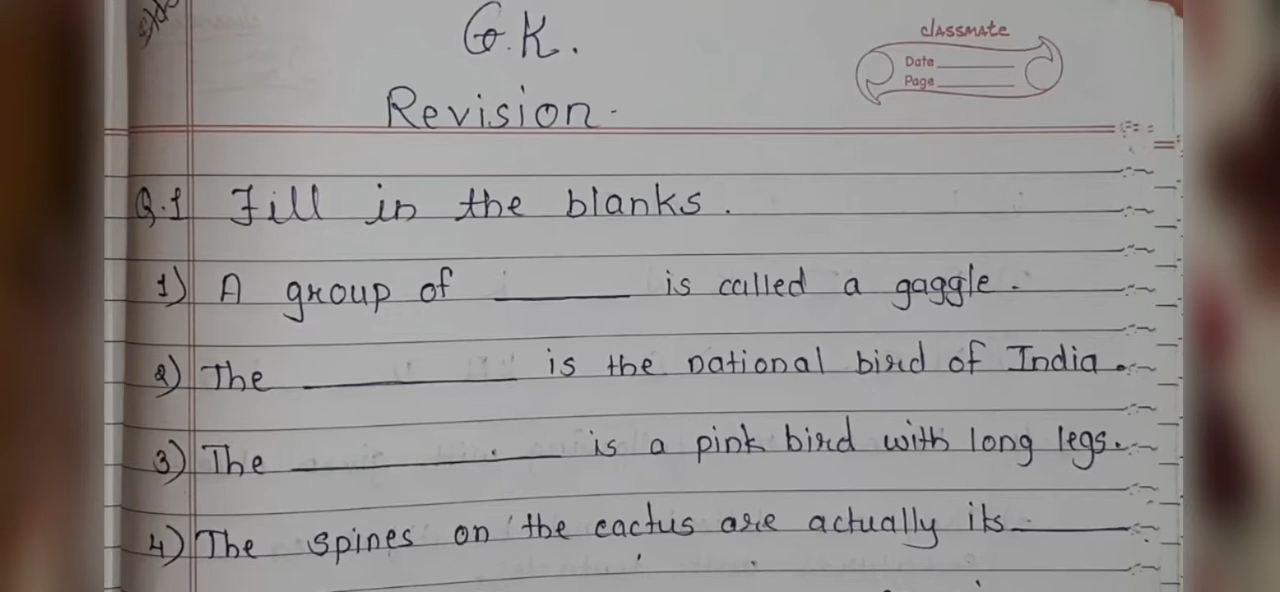 G.K.
classmate
Date
Page
Revision.
Q.1 Fill in the blanks.
1) A group of ______ is called a gaggle.
2) The ______ is the national bird of India.
3) The ______ is a pink bird with long legs.
4) The spines on the cactus are actually its ______